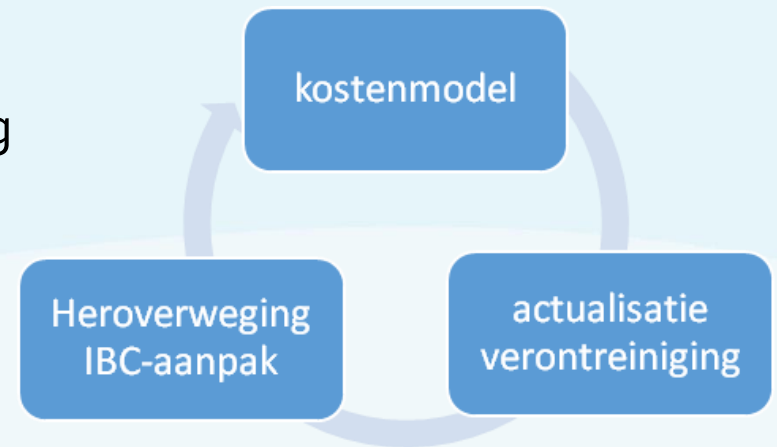 kostenmodel
g
Heroverweging
IBC-aanpak
actualisatie
verontreiniging